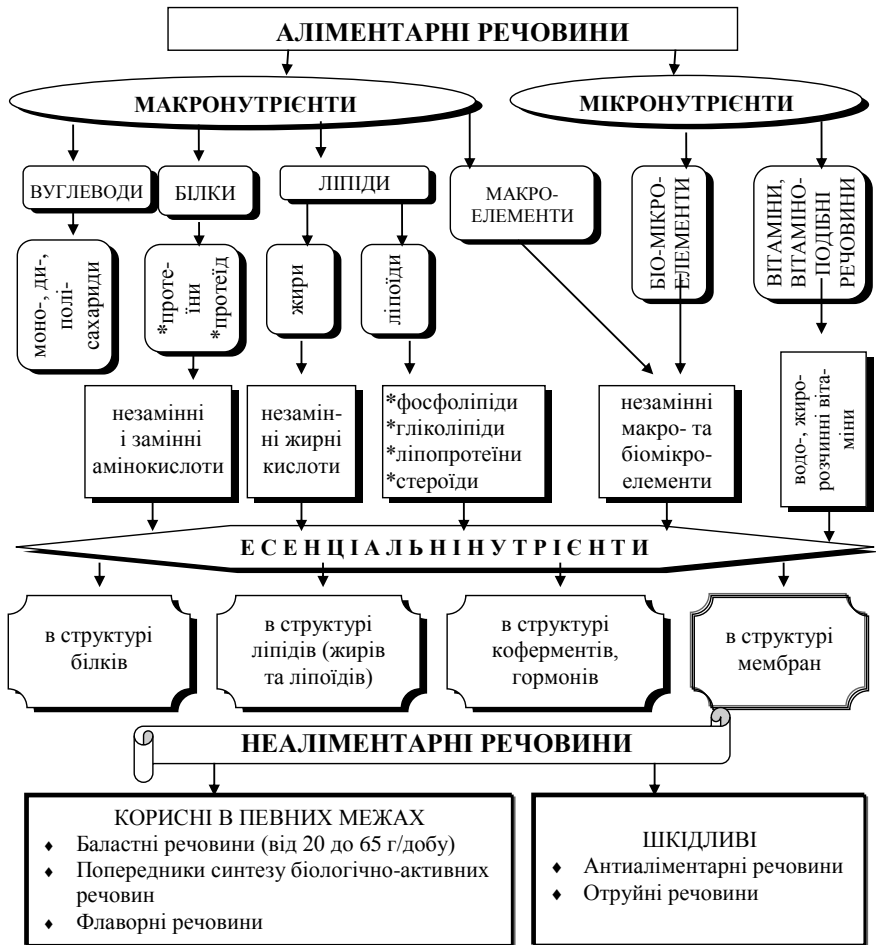 АЛІМЕНТАРНІ РЕЧОВИНИ
МАКРОНУТРІЄНТИ
МІКРОНУТРІЄНТИ
ВУГЛЕВОДИ
БІЛКИ
ЛІПІДИ
МАКРО-
ЕЛЕМЕНТИ
БІО-МІКРО-
ЕЛЕМЕНТИ
ВІТАМІНИ,
ВІТАМІНО-
ПОДІБНІ
РЕЧОВИНИ
моно-, ди-,
полі-
сахариди
*проте-
їни
*протеїд
жири
ліпоїди
незамінні
і замінні
амінокислоти
незамін-
ні жирні
кислоти
*фосфоліпіди
*гліколіпіди
*ліпопротеїни
*стероїди
незамінні
макро- та
біомікро-
елементи
водо-, жиро-
розчинні віта-
міни
Е С Е Н Ц І А Л Ь Н І Н У Т Р І Є Н Т И
в структурі
білків
в структурі
ліпідів (жирів
та ліпоїдів)
в структурі
коферментів,
гормонів
в структурі
мембран
НЕАЛІМЕНТАРНІ РЕЧОВИНИ
КОРИСНІ В ПЕВНИХ МЕЖАХ
♦ Баластні речовини (від 20 до 65 г/добу)
♦ Попередники синтезу біологічно-активних
речовин
♦ Флаворні речовини
ШКІДЛИВІ
♦ Антиаліментарні речовини
♦ Отруйні речовини